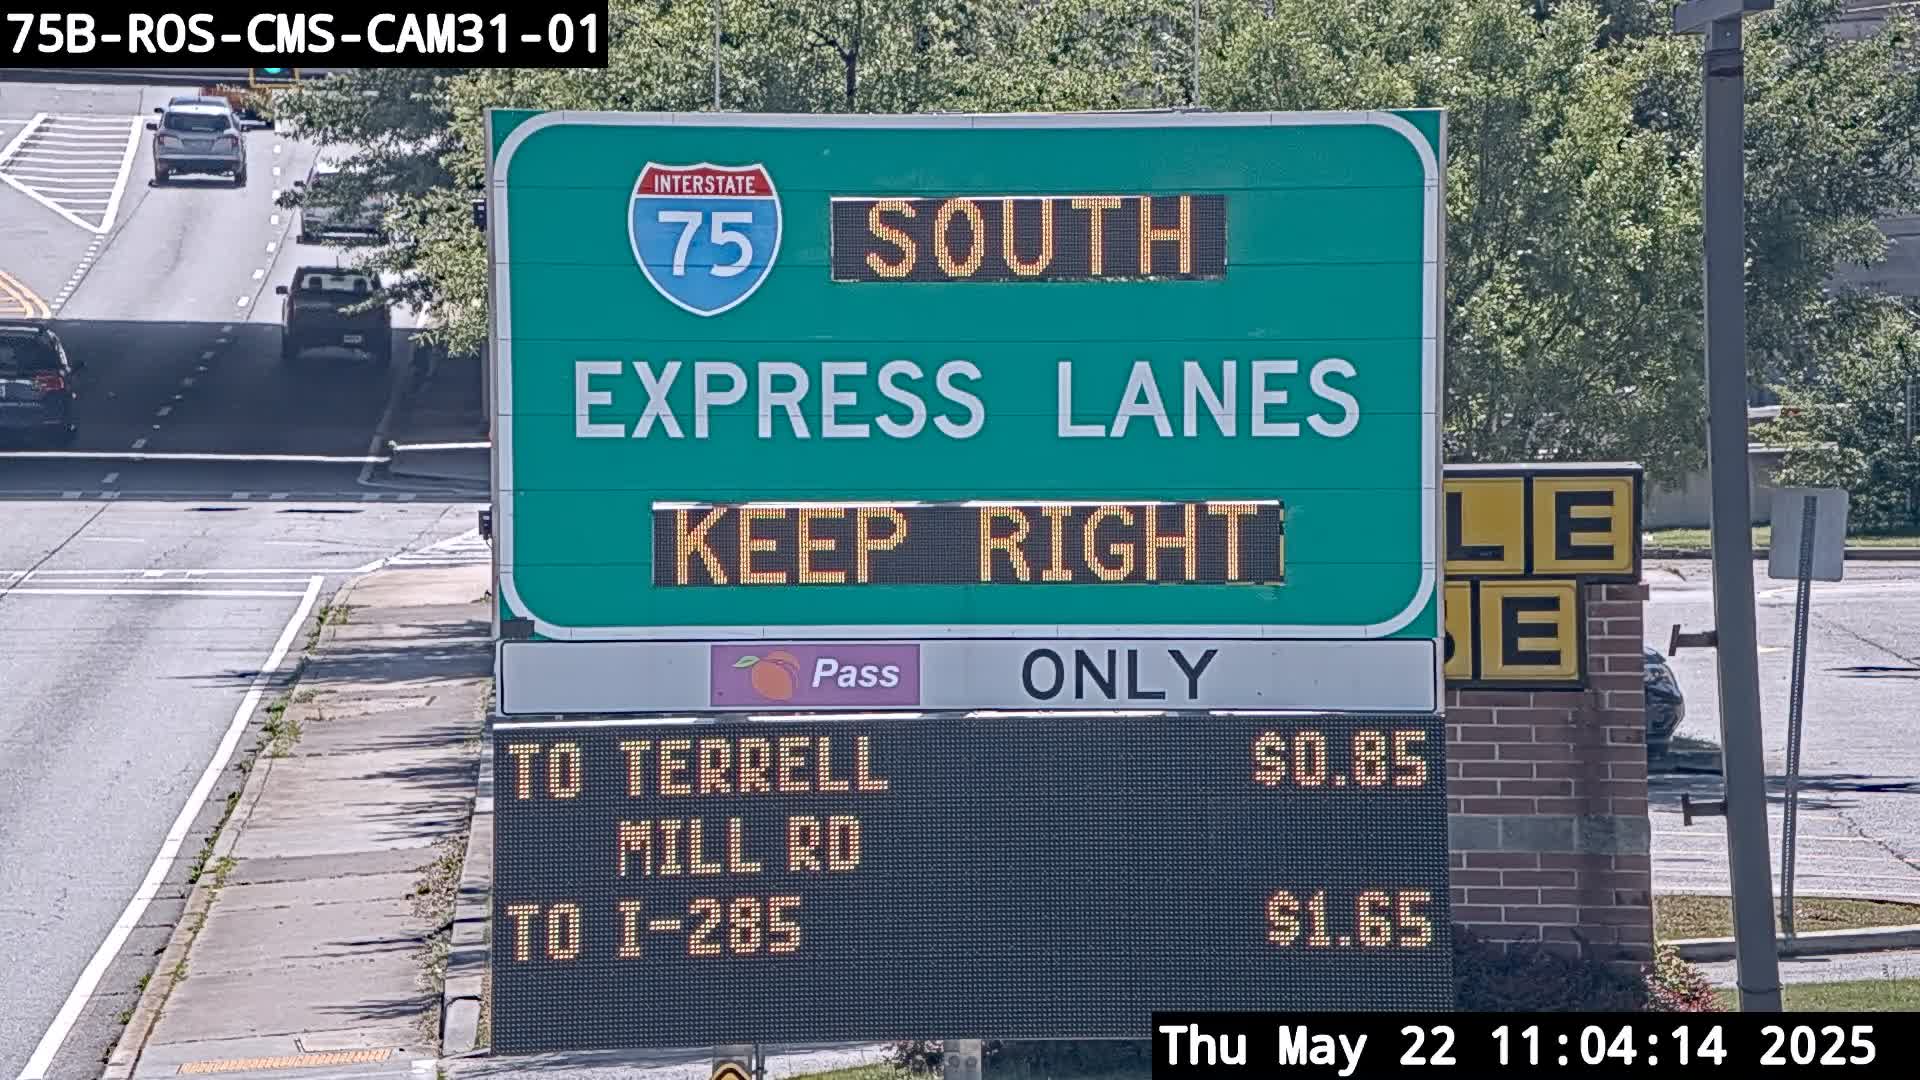 75B-ROS-CMS-CAM31-01
INTERSTATE
75
SOUTH
EXPRESS LANES
KEEP RIGHT
Pass ONLY
TO TERRELL $0.85
MILL RD
TO I-285 $1.65
LE
E
Thu May 22 11:04:14 2025